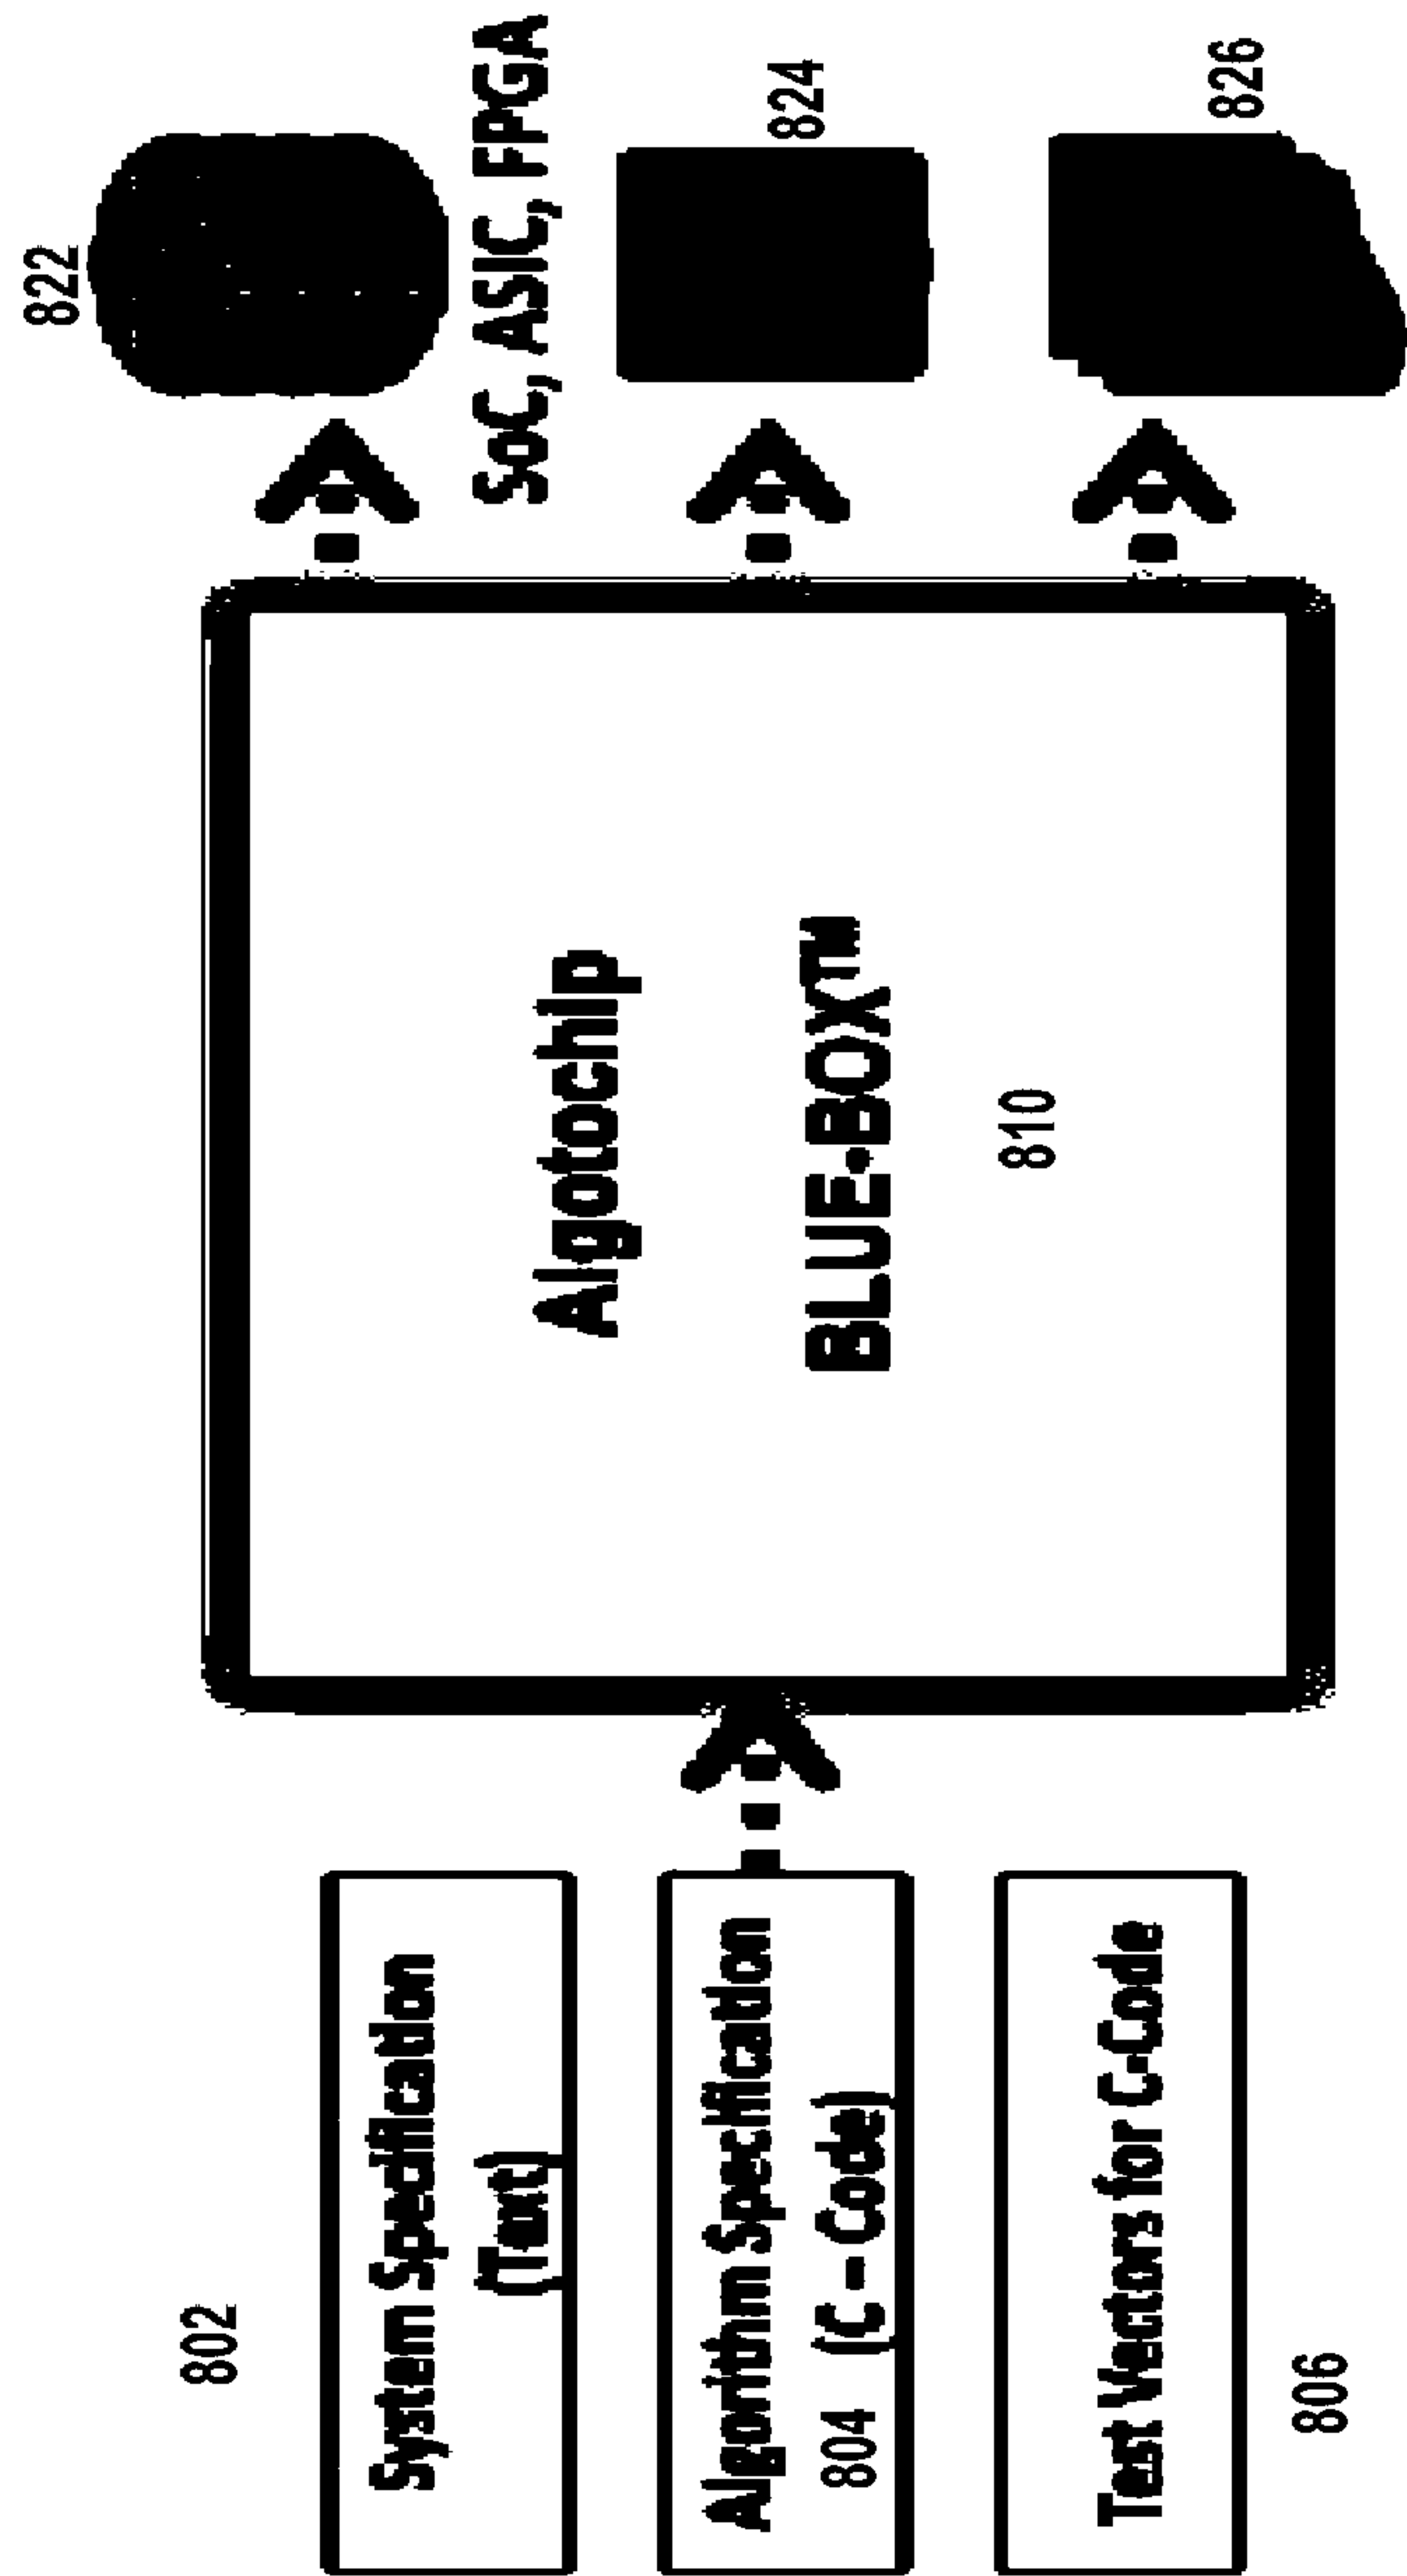 802
System Specification
(Text)
Algorithm Specification
804 (C - Code)
Test Vectors for C-Code
806
Algotochip
BLUE-BOX™
810
822
SoC, ASIC, FPGA
824
826